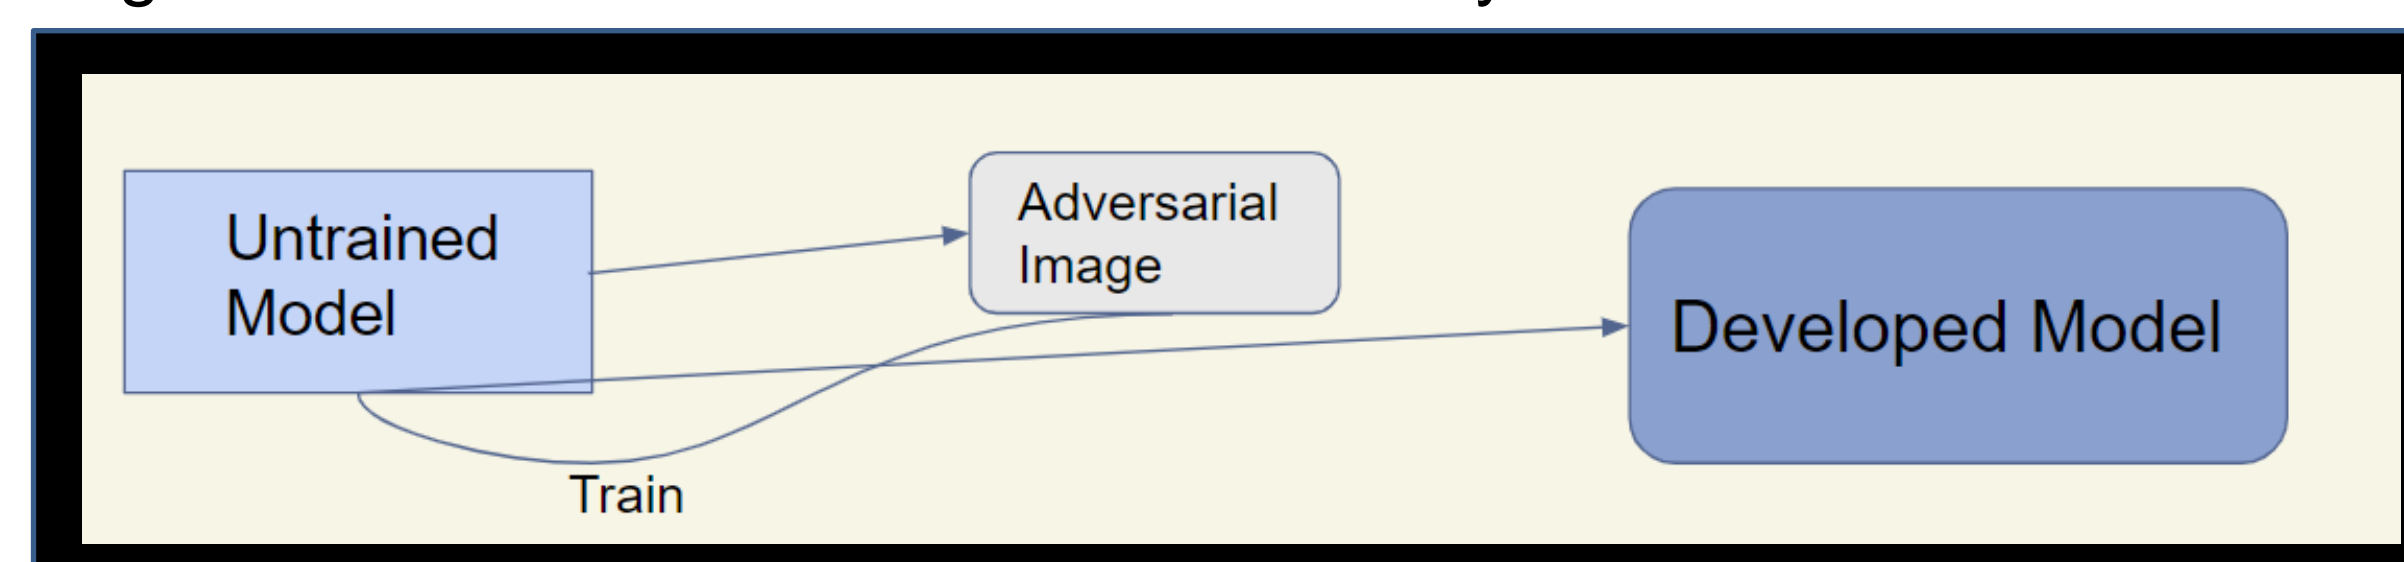 Untrained
Model
Adversarial
Image
Developed Model
Train